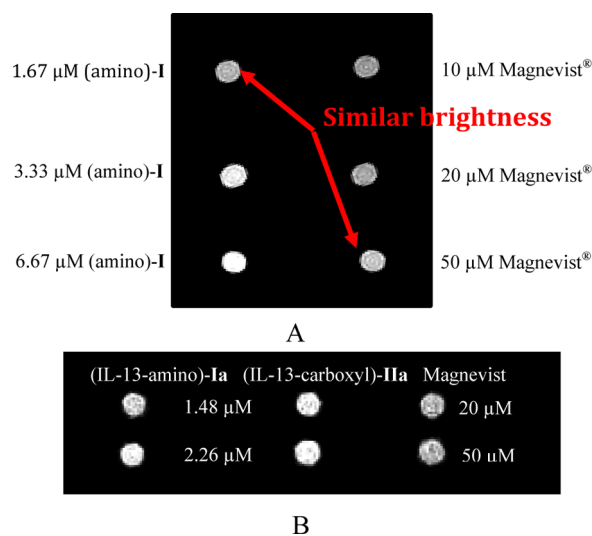 1.67 µM (amino)-I 10 µM Magnevist®
Similar brightness
3.33 µM (amino)-I 20 µM Magnevist®
6.67 µM (amino)-I 50 µM Magnevist®
A
(IL-13-amino)-Ia (IL-13-carboxyl)-IIa Magnevist
1.48 µM 20 µM
2.26 µM 50 µM
B